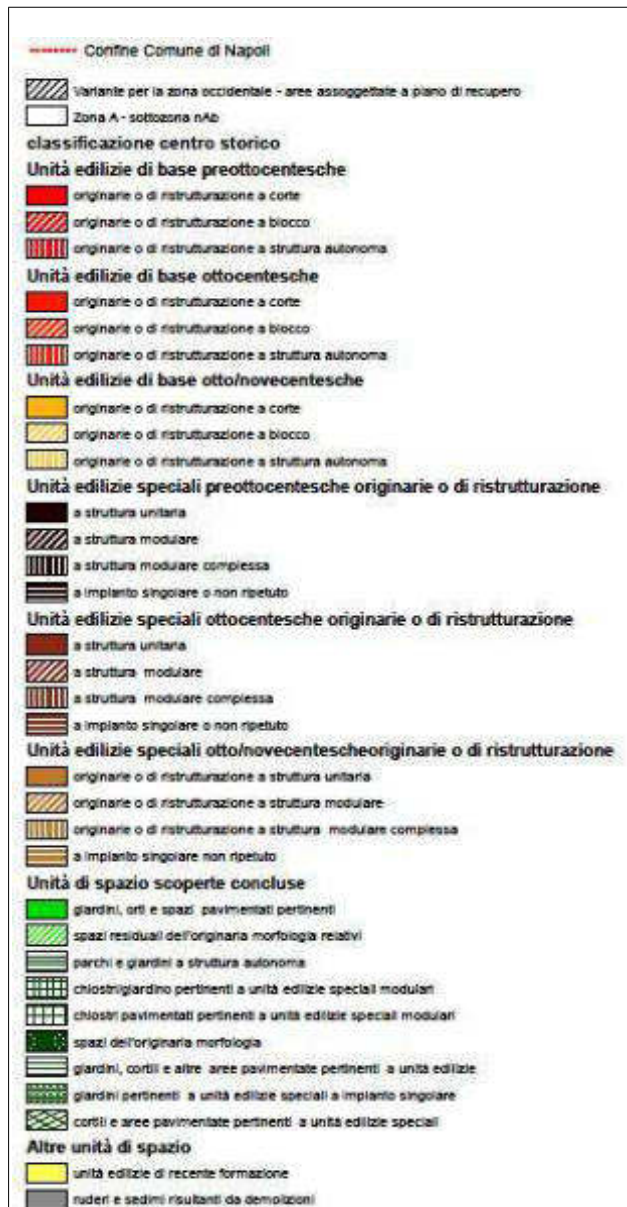 Confine Comune di Napoli
Variante per la zona occidentale - aree assoggettate a piano di recupero
Zona A - sottozona nAb
classificazione centro storico
Unità edilizie di base preottocentesche
originarie o di ristrutturazione a corte
originarie o di ristrutturazione a blocco
originarie o di ristrutturazione a struttura autonoma
Unità edilizie di base ottocentesche
originarie o di ristrutturazione a corte
originarie o di ristrutturazione a blocco
originarie o di ristrutturazione a struttura autonoma
Unità edilizie di base otto/novecentesche
originarie o di ristrutturazione a corte
originarie o di ristrutturazione a blocco
originarie o di ristrutturazione a struttura autonoma
Unità edilizie speciali preottocentesche originarie o di ristrutturazione
a struttura unitaria
a struttura modulare
a struttura modulare complessa
a impianto singolare o non ripetuto
Unità edilizie speciali ottocentesche originarie o di ristrutturazione
a struttura unitaria
a struttura modulare
a struttura modulare complessa
a impianto singolare o non ripetuto
Unità edilizie speciali otto/novecentescheoriginarie o di ristrutturazione
originarie o di ristrutturazione a struttura unitaria
originarie o di ristrutturazione a struttura modulare
originarie o di ristrutturazione a struttura modulare complessa
a impianto singolare non ripetuto
Unità di spazio scoperte concluse
giardini, orti e spazi pavimentati pertinenti
spazi residuali dell'originaria morfologia relativi
parchi e giardini a struttura autonoma
chiostri/giardino pertinenti a unità edilizie speciali modulari
chiostri pavimentati pertinenti a unità edilizie speciali modulari
spazi dell'originaria morfologia
giardini, cortili e altre aree pavimentate pertinenti a unità edilizie
giardini pertinenti a unità edilizie speciali a impianto singolare
cortili e aree pavimentate pertinenti a unità edilizie speciali
Altre unità di spazio
unità edilizie di recente formazione
ruderi e sedimi risultanti da demolizioni